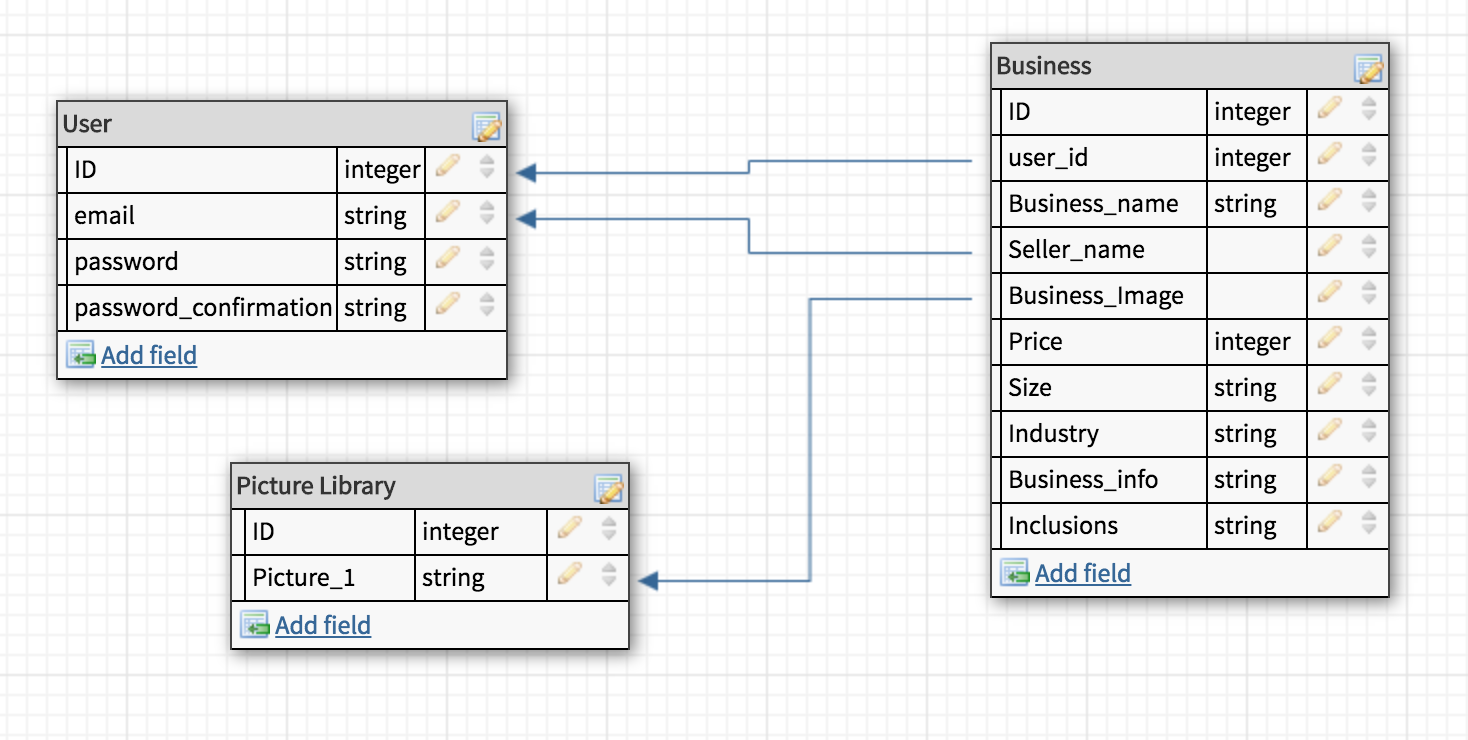 User
ID integer
email string
password string
password_confirmation string
Add field
Picture Library
ID integer
Picture_1 string
Add field
Business
ID integer
user_id integer
Business_name string
Seller_name
Business_Image
Price integer
Size string
Industry string
Business_info string
Inclusions string
Add field